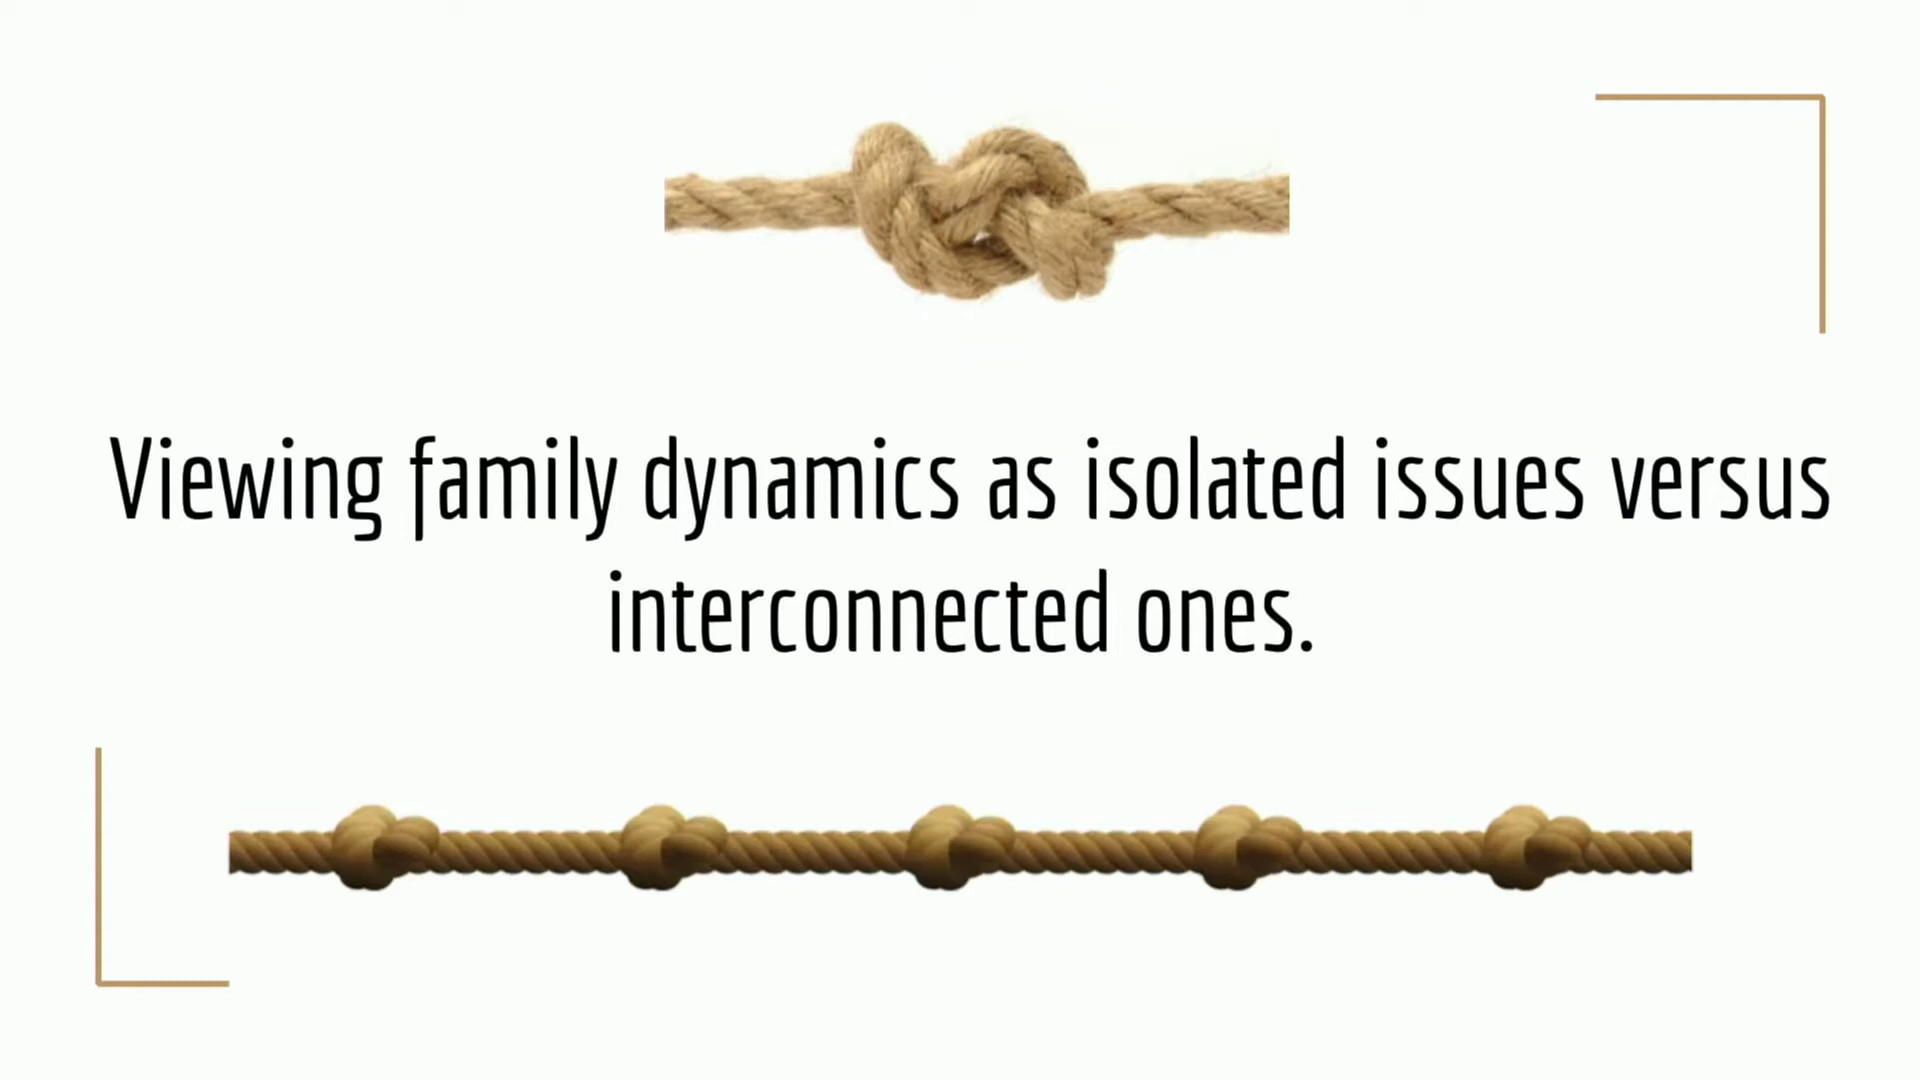 Viewing family dynamics as isolated issues versus
interconnected ones.